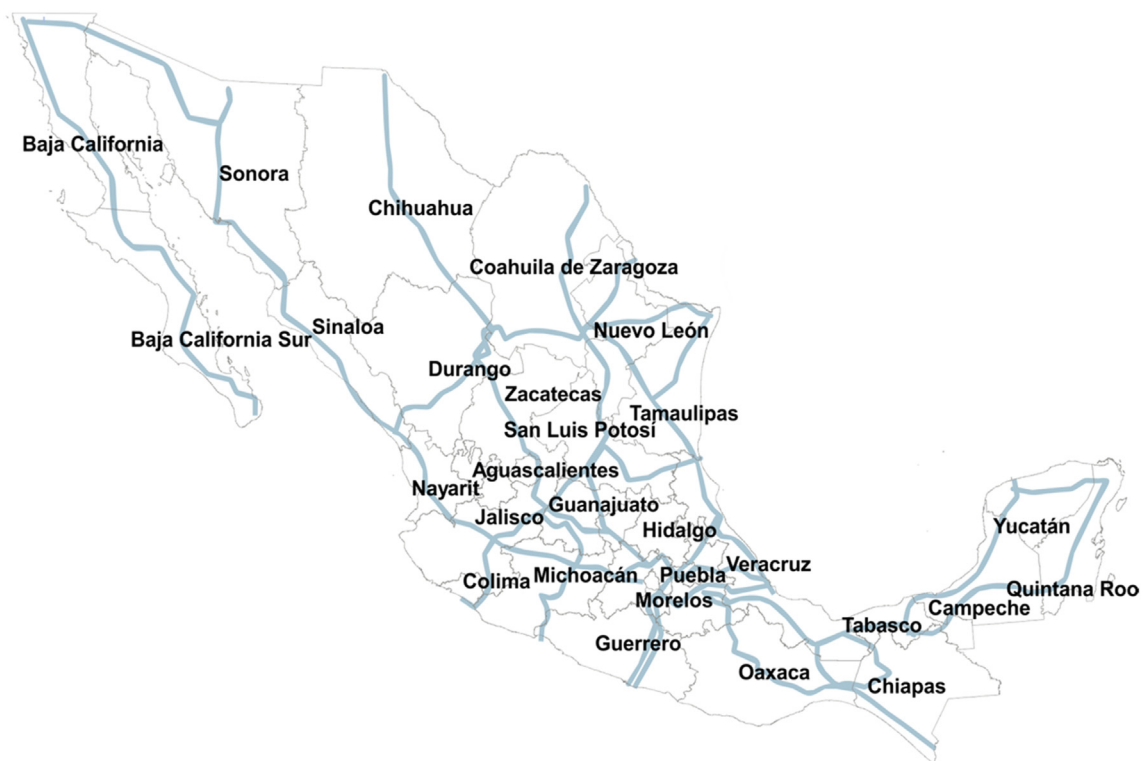 Baja California
Sonora
Chihuahua
Coahuila de Zaragoza
Sinaloa
Nuevo León
Baja California Sur
Durango
Zacatecas
Tamaulipas
San Luis Potosí
Aguascalientes
Nayarit
Guanajuato
Jalisco
Hidalgo
Yucatán
Veracruz
Colima
Michoacán
Puebla
Quintana Roo
Morelos
Campeche
Tabasco
Guerrero
Oaxaca
Chiapas